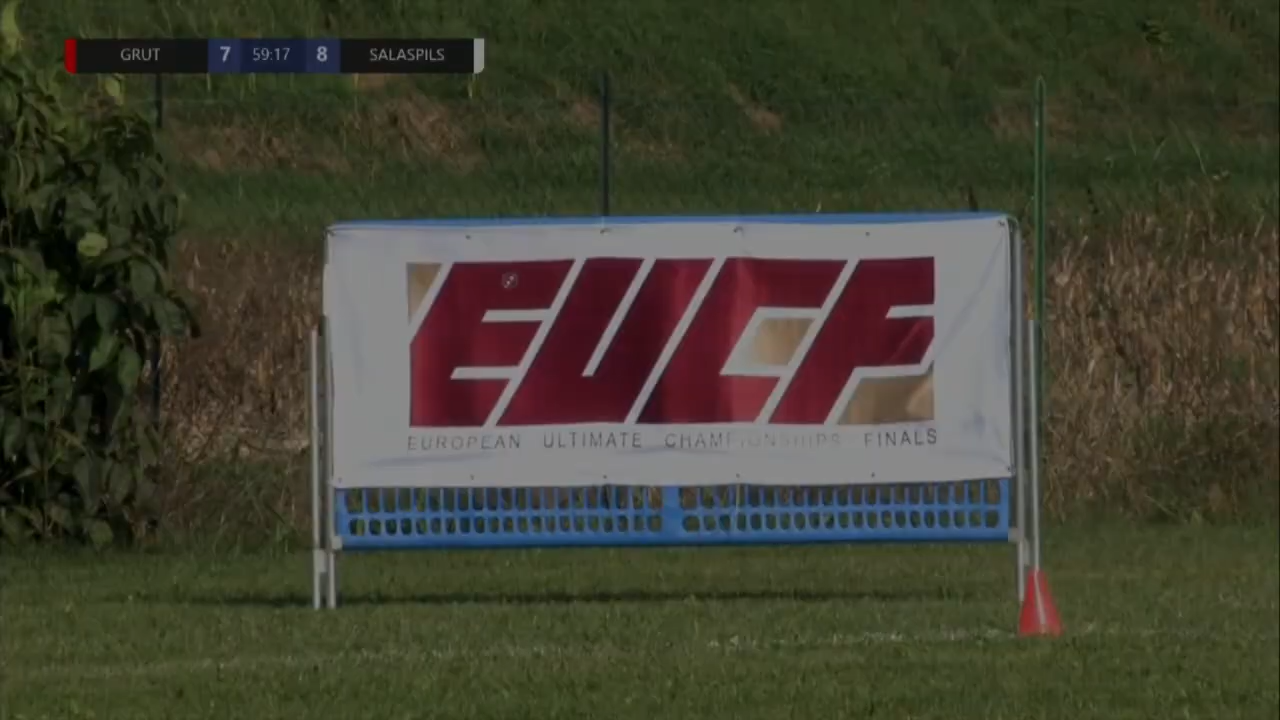 GRUT 7 59:17 8 SALASPILS
EUCF
EUROPEAN ULTIMATE CHAMPIONSHIPS FINALS